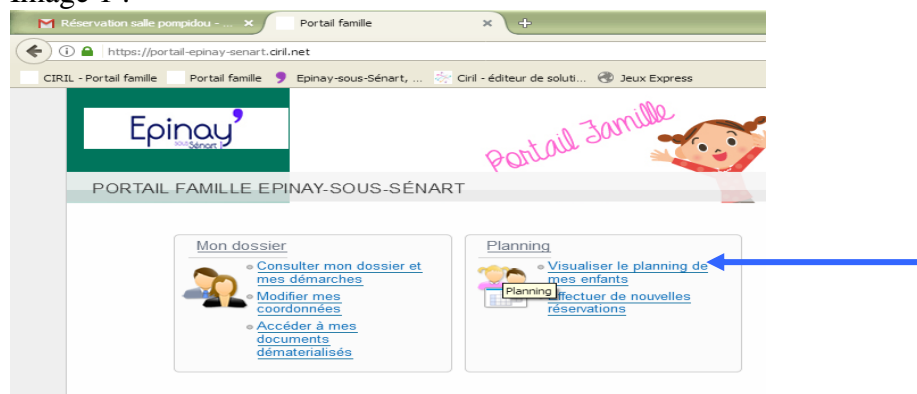 Image 1 :
Réservation salle pompidou - ... × Portail famille × +
https://portail-epinay-senart.ciril.net
CIRIL - Portail famille Portail famille Epinay-sous-Sénart, ... Ciril - éditeur de soluti... Jeux Express
Epinay
sous Sénart
Portail Famille
PORTAIL FAMILLE EPINAY-SOUS-SÉNART
Mon dossier
Consulter mon dossier et
mes démarches
Modifier mes
coordonnées
Accéder à mes
documents
dématerialisés
Planning
Visualiser le planning de
mes enfants
Planning
Effectuer de nouvelles
réservations